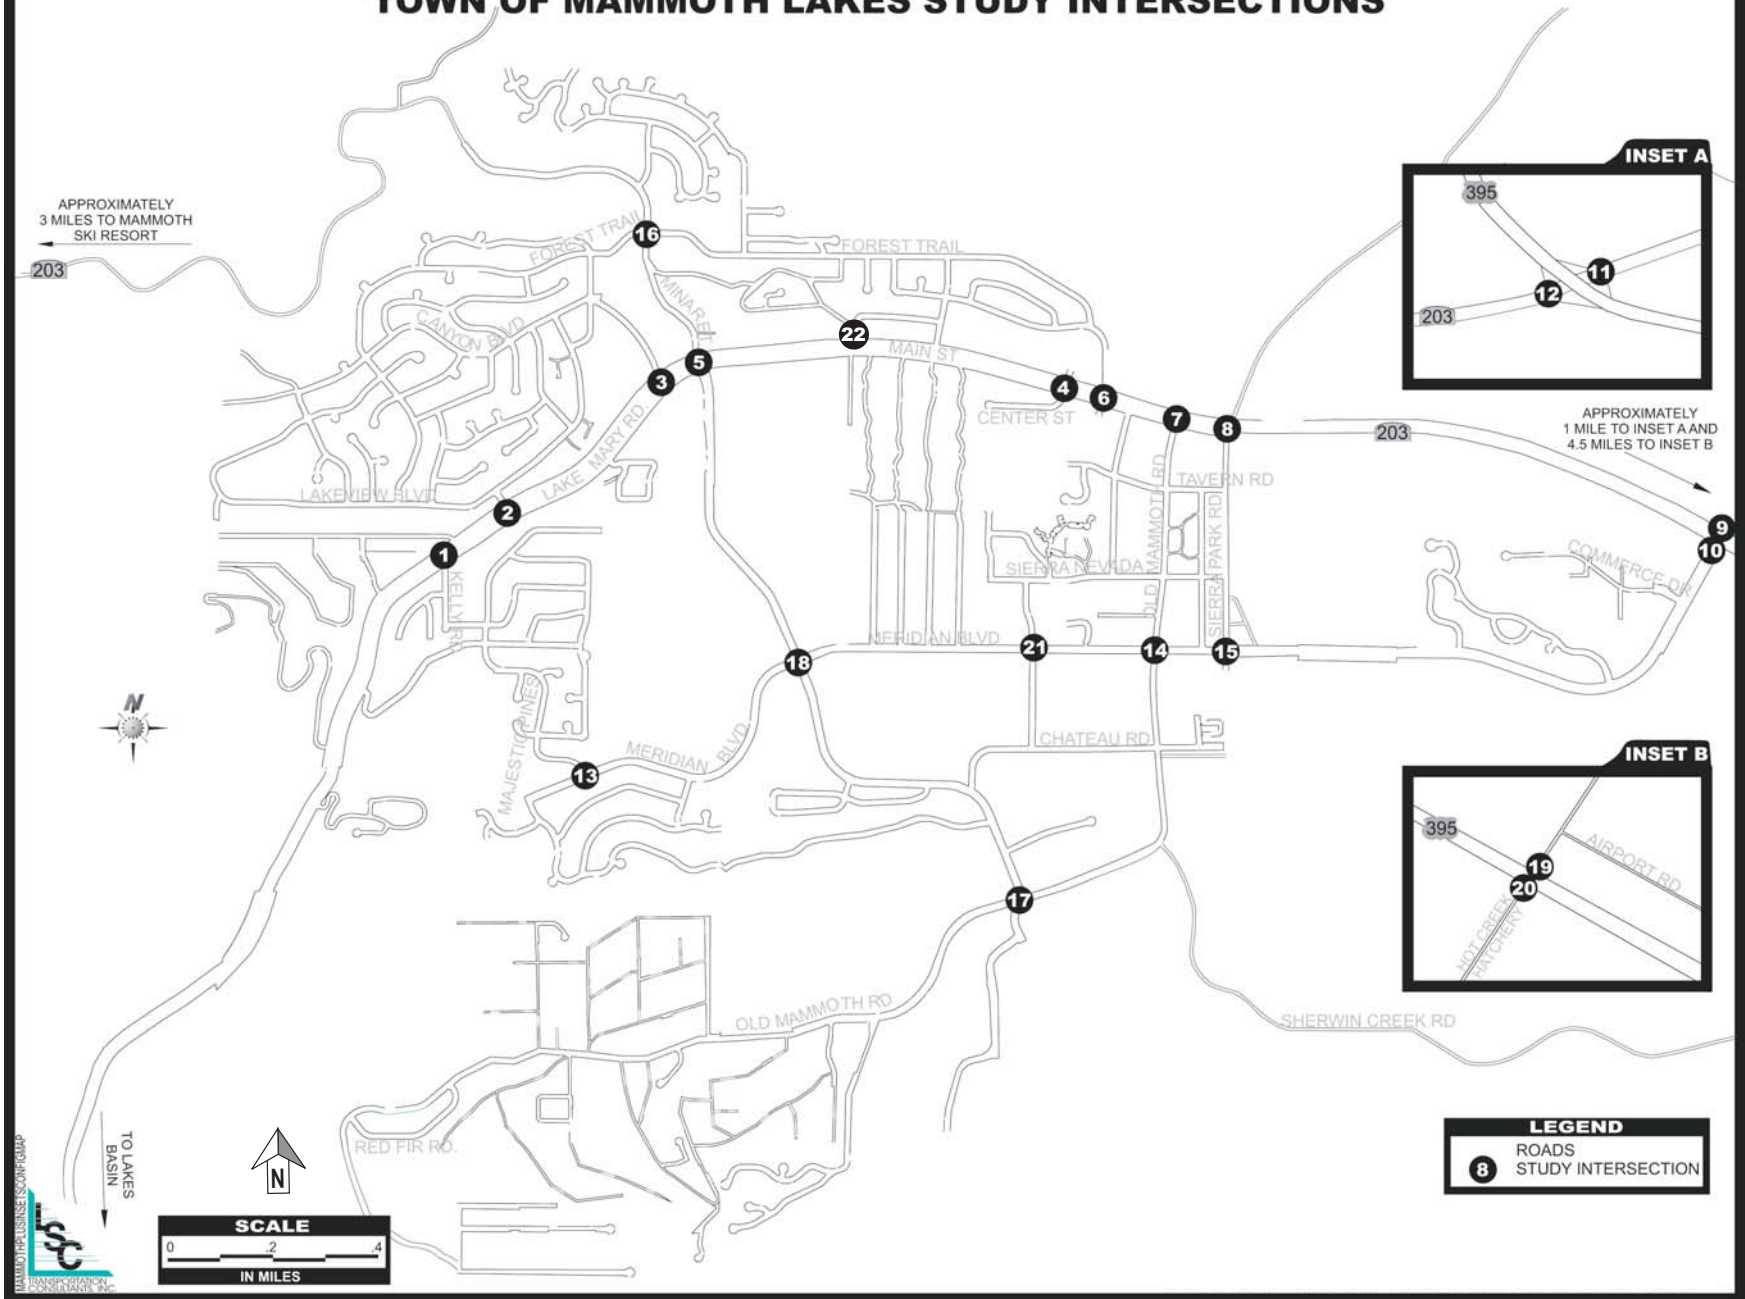 TOWN OF MAMMOTH LAKES STUDY INTERSECTIONS
INSET A
395
11
12
203
APPROXIMATELY
3 MILES TO MAMMOTH
SKI RESORT
203
FOREST TRAIL
16
FOREST TRAIL
MINARET
CANYON BLVD
22
MAIN ST
5
3
4
6
7
8
CENTER ST
203
APPROXIMATELY
1 MILE TO INSET A AND
4.5 MILES TO INSET B
LAKE MARY RD.
LAKEVIEW BLVD
TAVERN RD
2
1
9
10
KELLY RD
OLD MAMMOTH RD
SIERRA PARK RD
SIERRA NEVADA
COMMERCE DR
MERIDIAN BLVD
18
21
14
15
N
MAJESTIC PINES
MERIDIAN BLVD
CHATEAU RD
13
INSET B
395
AIRPORT RD
19
20
HOT CREEK
HATCHERY
17
OLD MAMMOTH RD
SHERWIN CREEK RD
RED FIR RD.
TO LAKES
BASIN
N
LEGEND
ROADS
8
STUDY INTERSECTION
MAMMOTHPLUSINSETSCONFIGMAP
LSC
TRANSPORTATION
CONSULTANTS, INC.
SCALE
0 .2 .4
IN MILES